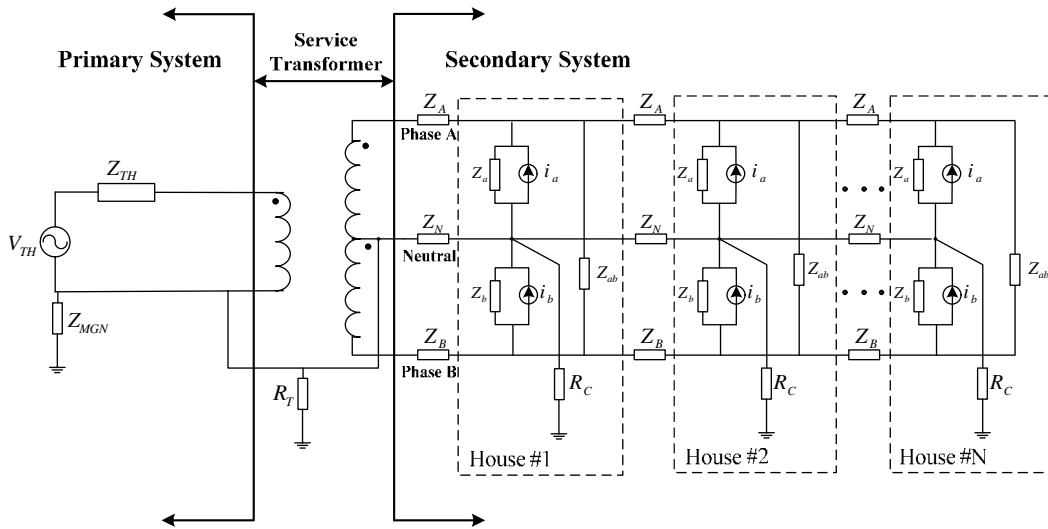 Primary System
Service
Transformer
Secondary System
Z_A
Z_A
Z_A
Phase A
Z_TH
Z_a
i_a
Z_a
i_a
Z_a
i_a
V_TH
Z_N
Z_N
Z_N
Neutral
Z_ab
Z_ab
Z_ab
Z_b
i_b
Z_b
i_b
Z_b
i_b
Z_MGN
Z_B
Z_B
Z_B
Phase B
R_T
R_C
R_C
R_C
House #1
House #2
House #N